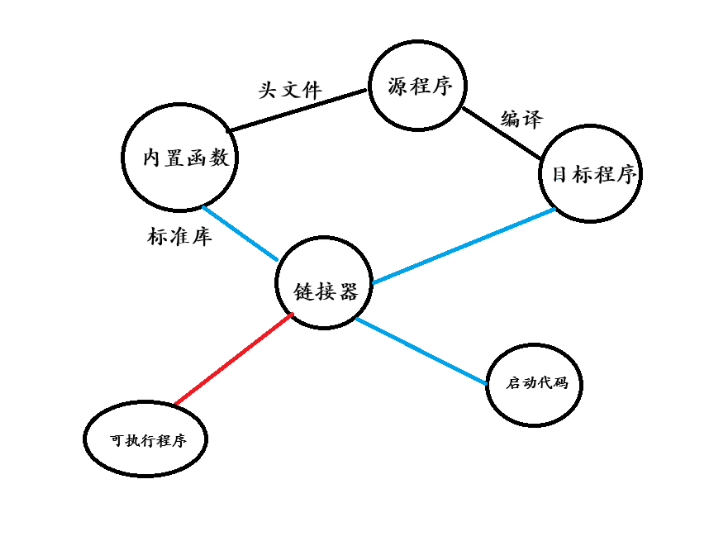 源程序
头文件
编译
内置函数
目标程序
标准库
链接器
启动代码
可执行程序